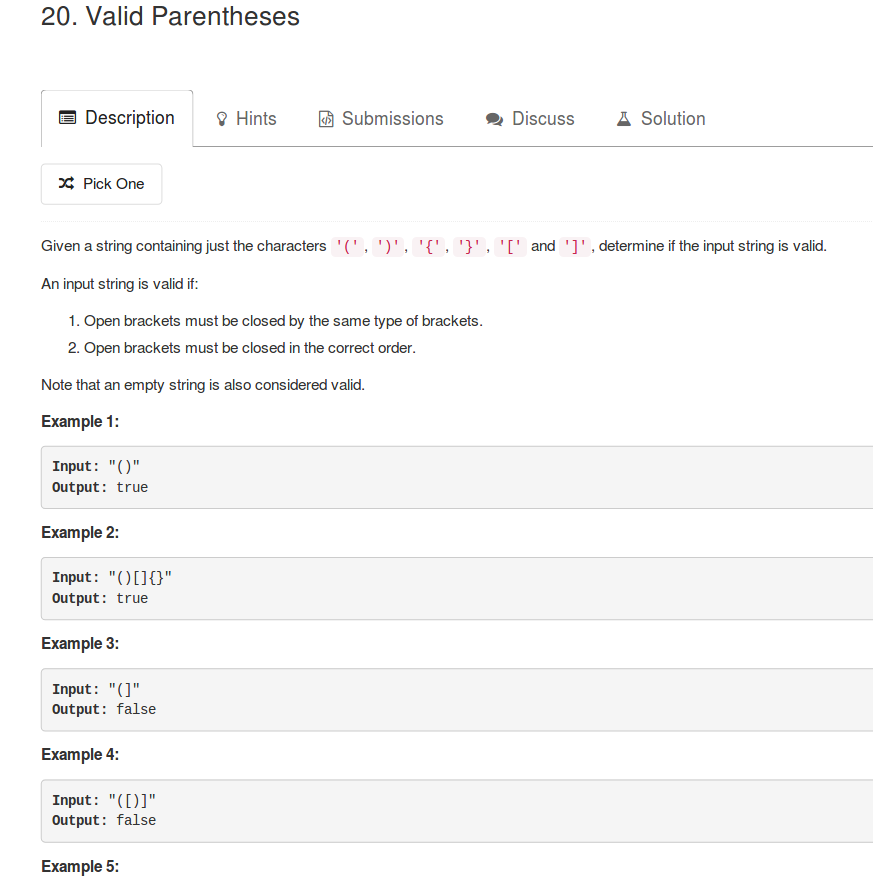 20. Valid Parentheses
Description Hints Submissions Discuss Solution
Pick One
Given a string containing just the characters '(', ')', '{', '}', '[' and ']', determine if the input string is valid.
An input string is valid if:
1. Open brackets must be closed by the same type of brackets.
2. Open brackets must be closed in the correct order.
Note that an empty string is also considered valid.
Example 1:
Input: "()"
Output: true
Example 2:
Input: "()[]{}"
Output: true
Example 3:
Input: "(]"
Output: false
Example 4:
Input: "([)]"
Output: false
Example 5: